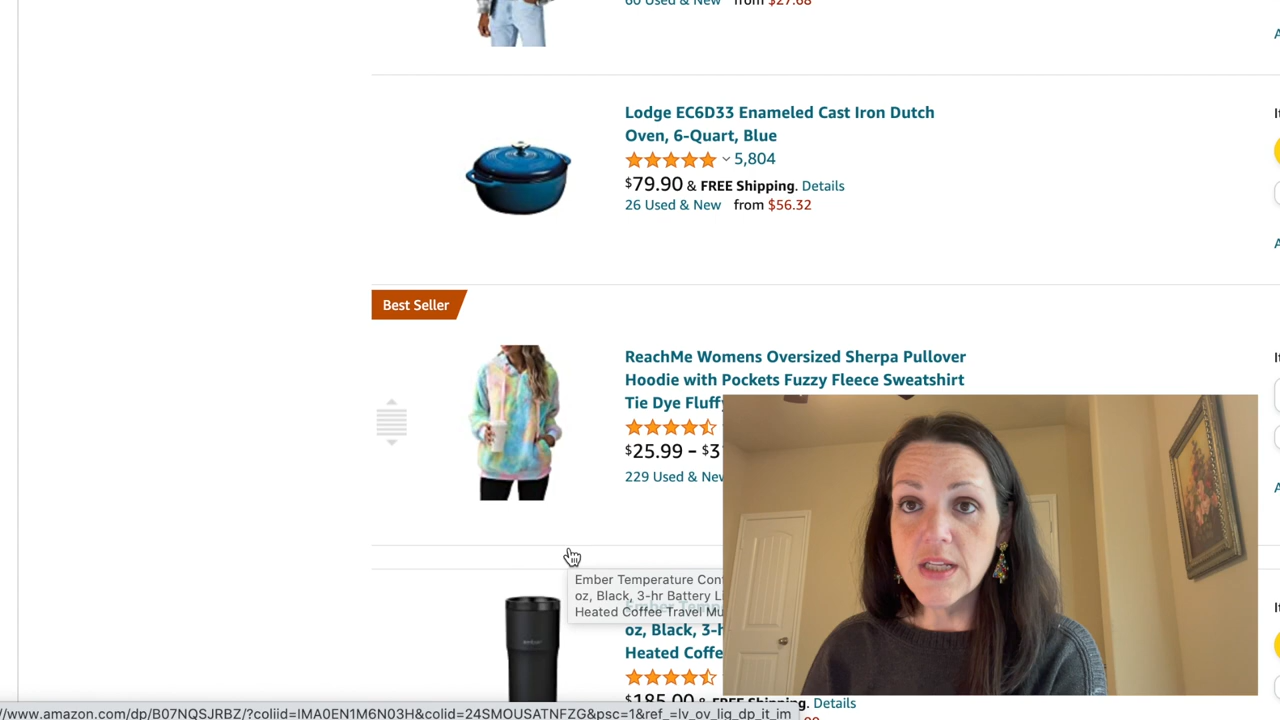 60 Used & New from $27.68
Lodge EC6D33 Enameled Cast Iron Dutch
Oven, 6-Quart, Blue
5,804
$79.90 & FREE Shipping. Details
26 Used & New from $56.32
Best Seller
ReachMe Womens Oversized Sherpa Pullover
Hoodie with Pockets Fuzzy Fleece Sweatshirt
Tie Dye Fluffy
$25.99 – $3
229 Used & New
Ember Temperature Cont
oz, Black, 3-hr Battery Li
Heated Coffee Travel Mu
oz, Black, 3-h
Heated Coffe
$185.00 & FREE Shipping. Details
/www.amazon.com/dp/B07NQSJRBZ/?coliid=IMA0EN1M6N03H&colid=24SMOUSATNFZG&psc=1&ref_=lv_ov_lig_dp_it_im